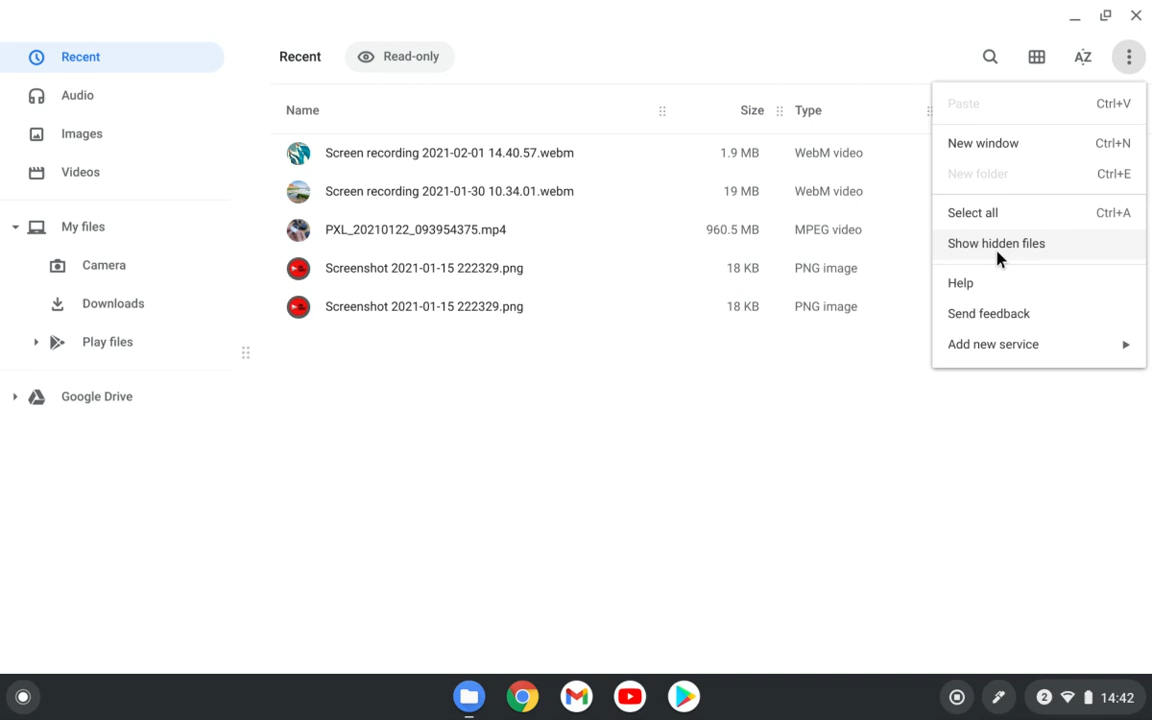 Recent
Audio
Images
Videos
My files
Camera
Downloads
Play files
Google Drive
Recent Read-only
Name Size Type
Screen recording 2021-02-01 14.40.57.webm 1.9 MB WebM video
Screen recording 2021-01-30 10.34.01.webm 19 MB WebM video
PXL_20210122_093954375.mp4 960.5 MB MPEG video
Screenshot 2021-01-15 222329.png 18 KB PNG image
Screenshot 2021-01-15 222329.png 18 KB PNG image
AZ
Paste Ctrl+V
New window Ctrl+N
New folder Ctrl+E
Select all Ctrl+A
Show hidden files
Help
Send feedback
Add new service
2 14:42